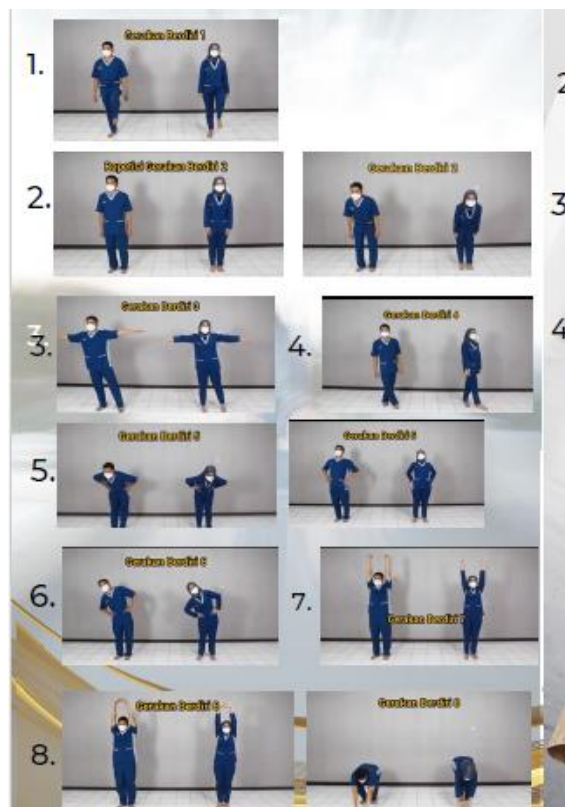 1.
Gerakan Berdiri 1
2.
Repetisi Gerakan Berdiri 2
Gerakan Berdiri 2
3.
3.
Gerakan Berdiri 3
4.
Gerakan Berdiri 4
5.
Gerakan Berdiri 5
Gerakan Berdiri 5
6.
Gerakan Berdiri 6
7.
Gerakan Berdiri 7
8.
Gerakan Berdiri 8
Gerakan Berdiri 8
3
4